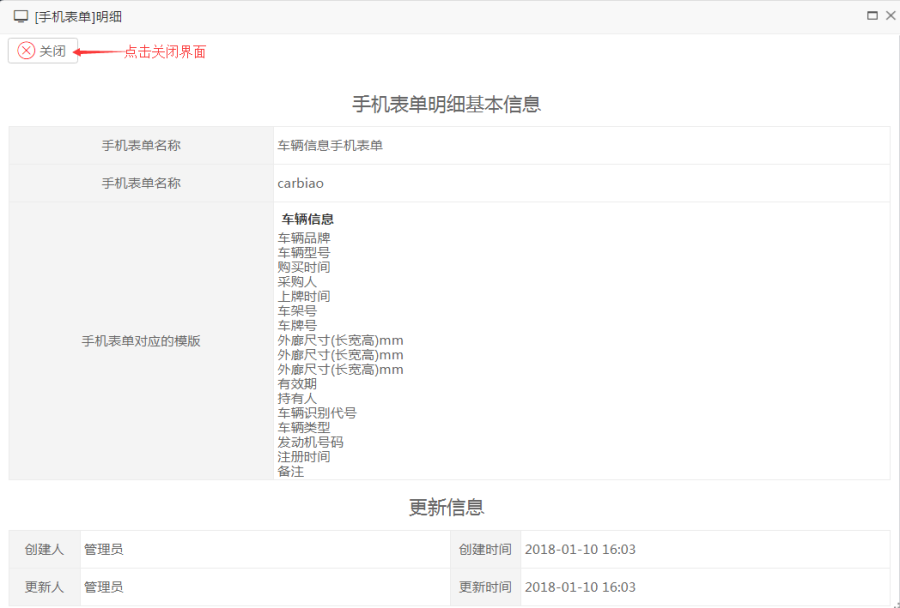 [手机表单]明细
关闭 点击关闭界面
手机表单明细基本信息
手机表单名称 车辆信息手机表单
手机表单名称 carbiao
手机表单对应的模版
车辆信息
车辆品牌
车辆型号
购买时间
采购人
上牌时间
车架号
车牌号
外廓尺寸(长宽高)mm
外廓尺寸(长宽高)mm
外廓尺寸(长宽高)mm
有效期
持有人
车辆识别代号
车辆类型
发动机号码
注册时间
备注
更新信息
创建人 管理员 创建时间 2018-01-10 16:03
更新人 管理员 更新时间 2018-01-10 16:03